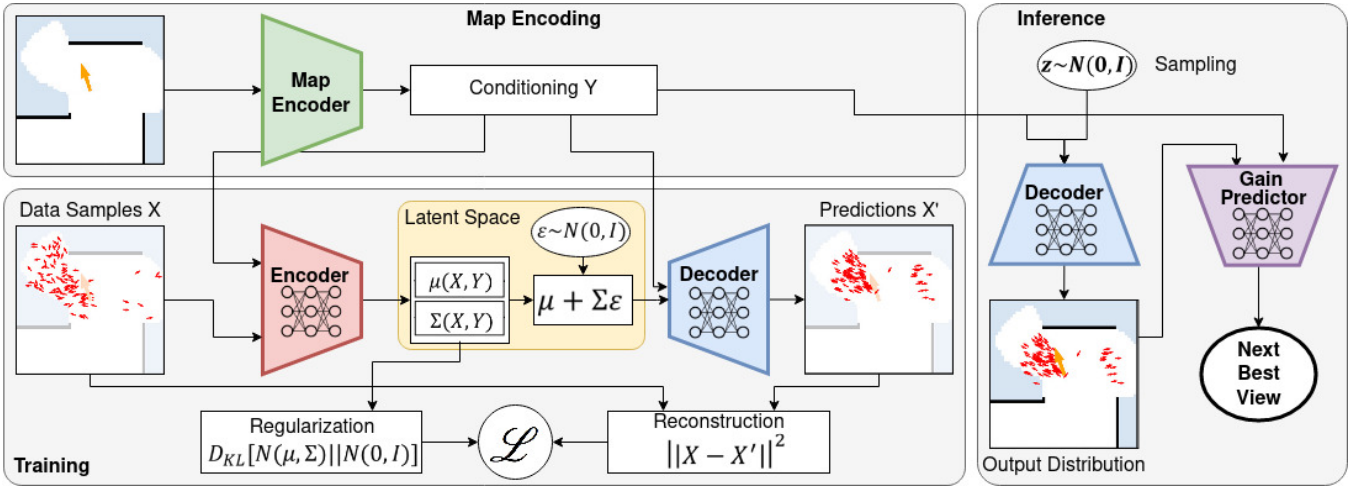 Map Encoding
Map
Encoder
Conditioning Y
Inference
z~N(0,I)
Sampling
Decoder
Gain
Predictor
Next
Best
View
Output Distribution
Data Samples X
Encoder
Latent Space
ε~N(0,I)
μ(X,Y)
Σ(X,Y)
μ + Σε
Decoder
Predictions X'
Regularization
D_KL[N(μ,Σ)||N(0,I)]
ℒ
Reconstruction
||X − X'||²
Training